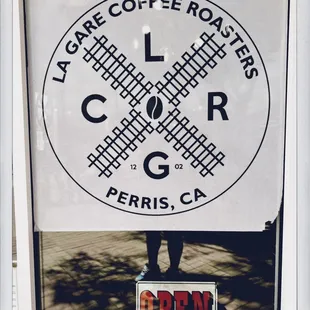 LA GARE COFFEE ROASTERS
L
C R
12 02
G
PERRIS, CA
OPEN